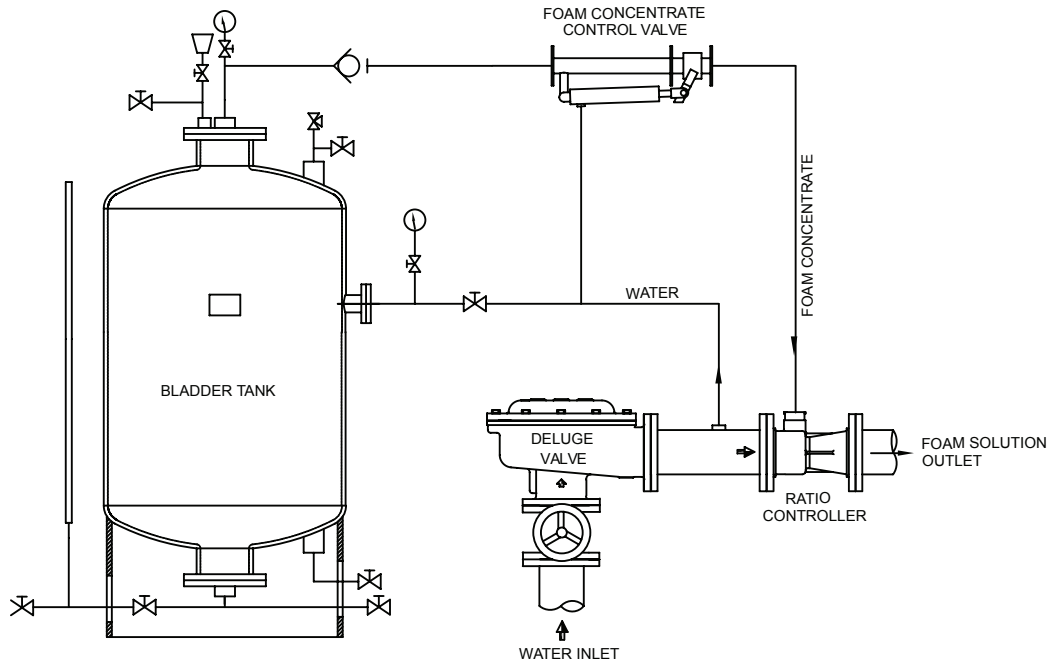 FOAM CONCENTRATE
CONTROL VALVE
FOAM CONCENTRATE
WATER
BLADDER TANK
DELUGE
VALVE
FOAM SOLUTION
OUTLET
RATIO
CONTROLLER
WATER INLET